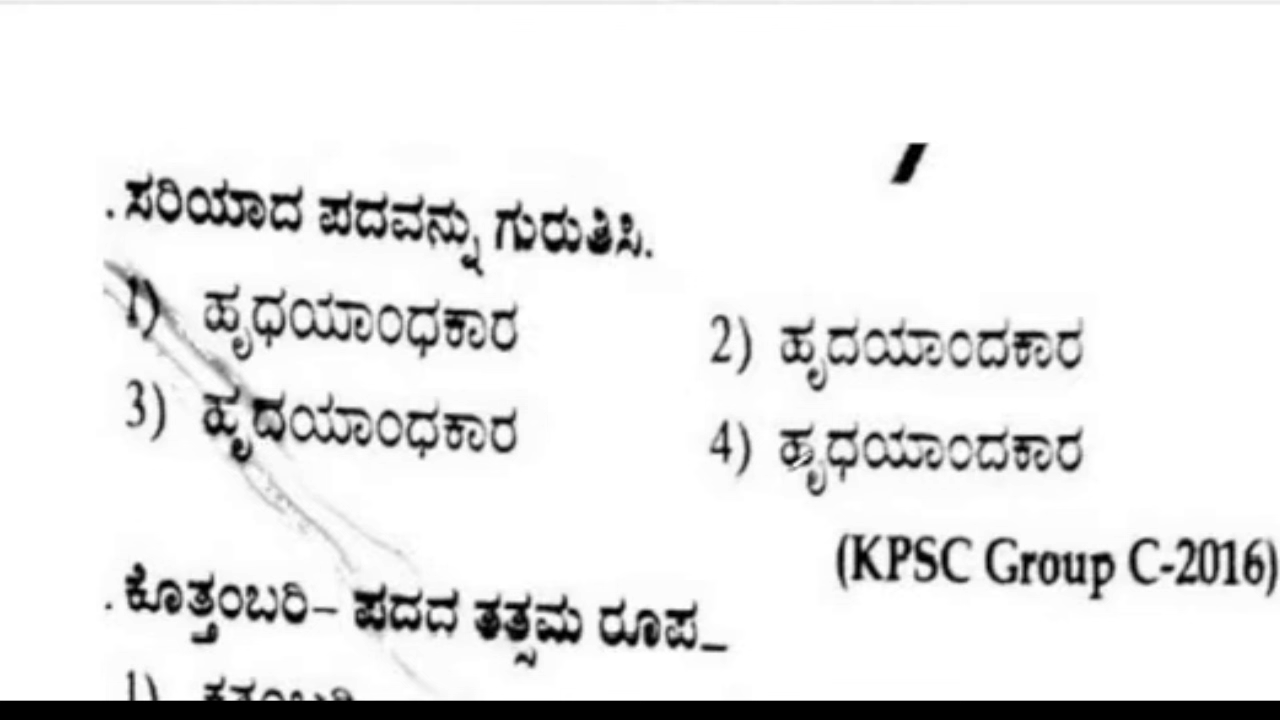 . ಸರಿಯಾದ ಪದವನ್ನು ಗುರುತಿಸಿ.
1) ಹೃಧಯಾಂಧಕಾರ 2) ಹೃದಯಾಂದಕಾರ
3) ಹೃದಯಾಂಧಕಾರ 4) ಹೃಧಯಾಂದಕಾರ
(KPSC Group C-2016)
. ಕೊತ್ತಂಬರಿ– ಪದದ ತತ್ಸಮ ರೂಪ_
1)